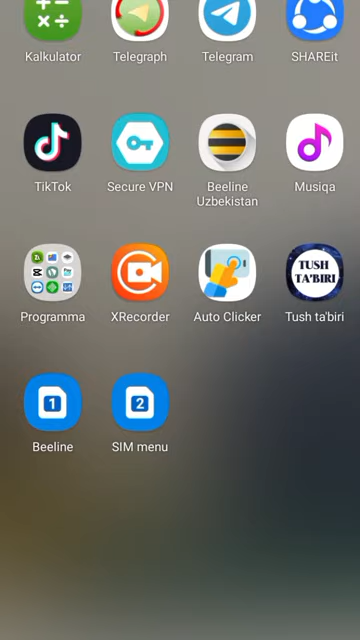 Kalkulator
Telegraph
Telegram
SHAREit
TikTok
Secure VPN
Beeline
Uzbekistan
Musiqa
Programma
XRecorder
Auto Clicker
TUSH
TA'BIRI
Tush ta'biri
1
Beeline
2
SIM menu